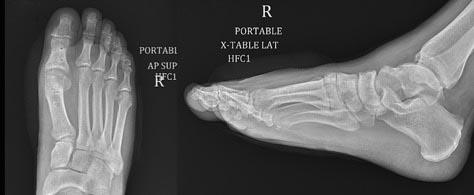 PORTABL
AP SUP
HFC1
R
R
PORTABLE
X-TABLE LAT
HFC1